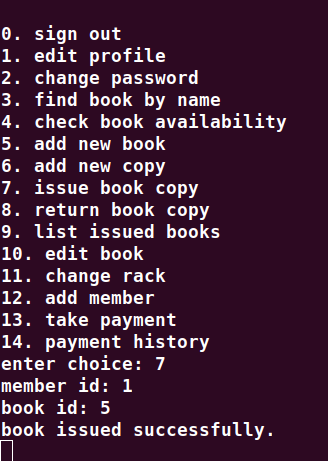 0. sign out
1. edit profile
2. change password
3. find book by name
4. check book availability
5. add new book
6. add new copy
7. issue book copy
8. return book copy
9. list issued books
10. edit book
11. change rack
12. add member
13. take payment
14. payment history
enter choice: 7
member id: 1
book id: 5
book issued successfully.